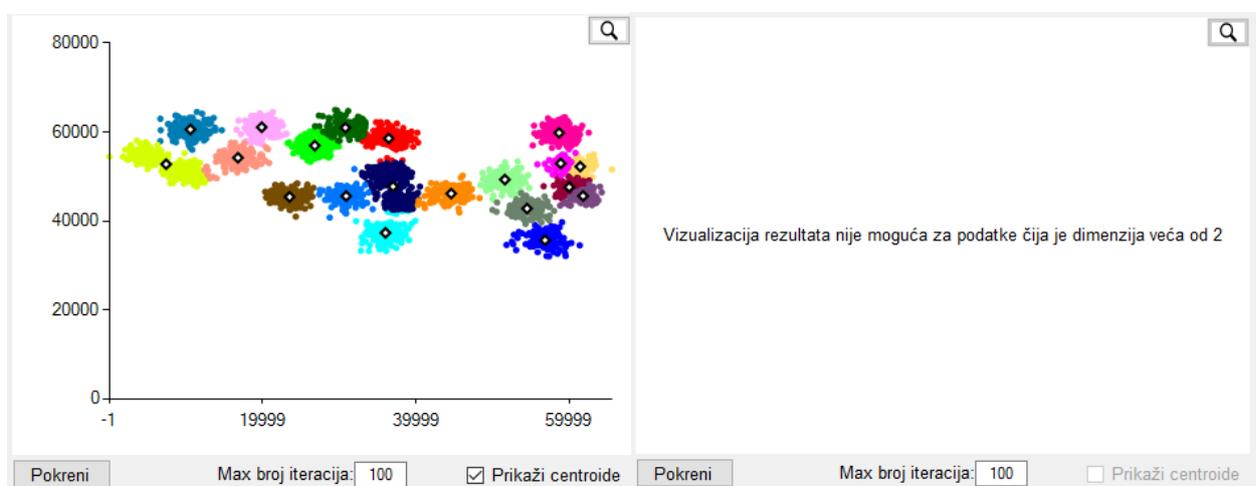 80000
60000
40000
20000
0
-1
19999
39999
59999
Pokreni
Max broj iteracija: 100
Prikaži centroide
Vizualizacija rezultata nije moguća za podatke čija je dimenzija veća od 2
Pokreni
Max broj iteracija: 100
Prikaži centroide